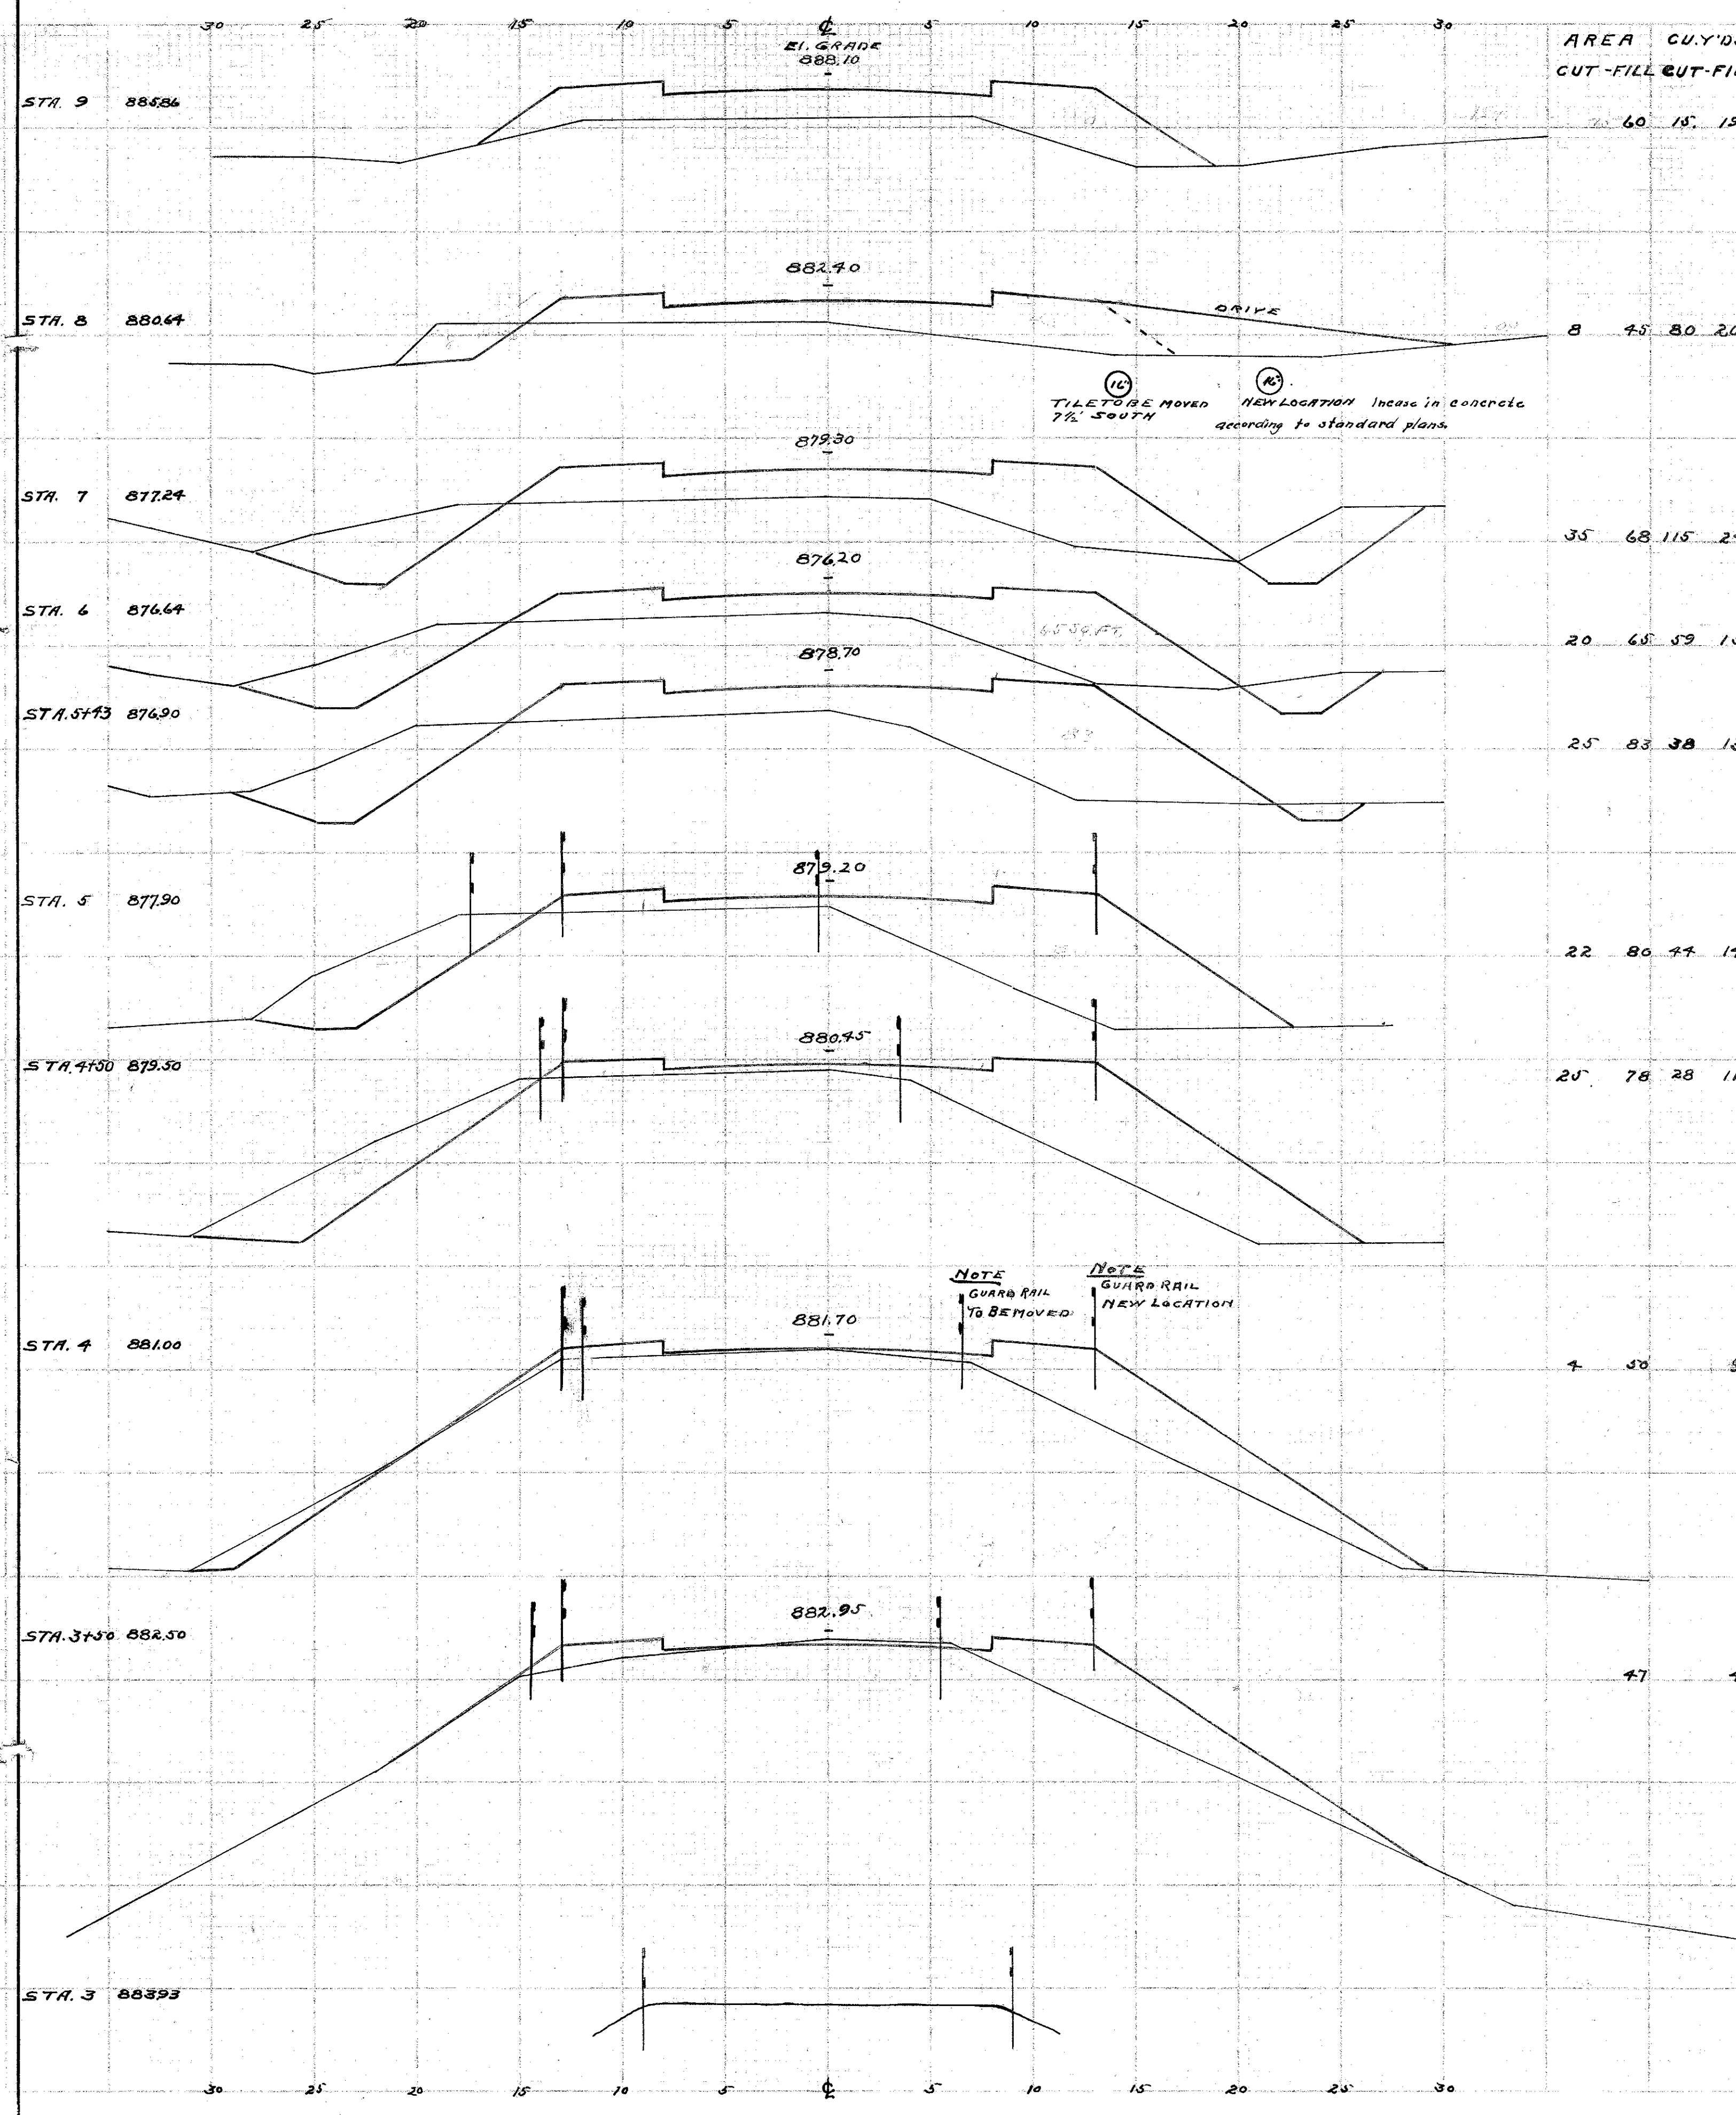 30 25 20 15 10 5 ℄ 5 10 15 20 25 30
El. GRADE
888.10
AREA CU.Y'D
CUT-FILL CUT-FI
STA. 9 885.86
60 15.
882.40
STA. 8 880.64
DRIVE
8 45 80
16"
16"
TILE TO BE MOVED
7½' SOUTH
NEW LOCATION Incase in concrete
according to standard plans.
879.30
STA. 7 877.24
35 68 115
876.20
STA. 6 876.64
65 SQ. FT.
20 65 59
878.70
STA. 5+43 876.90
83
25 83 38
879.20
STA. 5 877.90
22 80 44
880.45
STA. 4+50 879.50
25 78 28
NOTE
GUARD RAIL
TO BE MOVED
NOTE
GUARD RAIL
NEW LOCATION
881.70
STA. 4 881.00
4 50
882.95
STA. 3+50 882.50
47
STA. 3 883.93
30 25 20 15 10 5 ℄ 5 10 15 20 25 30